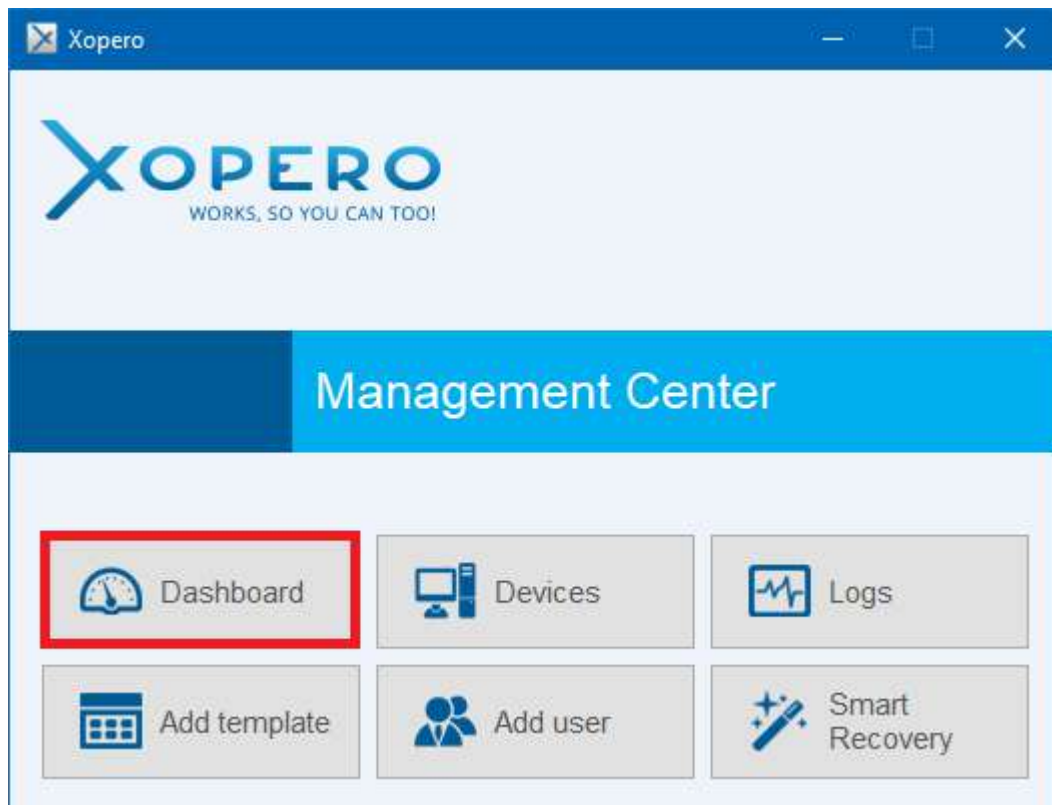 Xopero
XOPERO
WORKS, SO YOU CAN TOO!
Management Center
Dashboard
Devices
Logs
Add template
Add user
Smart
Recovery